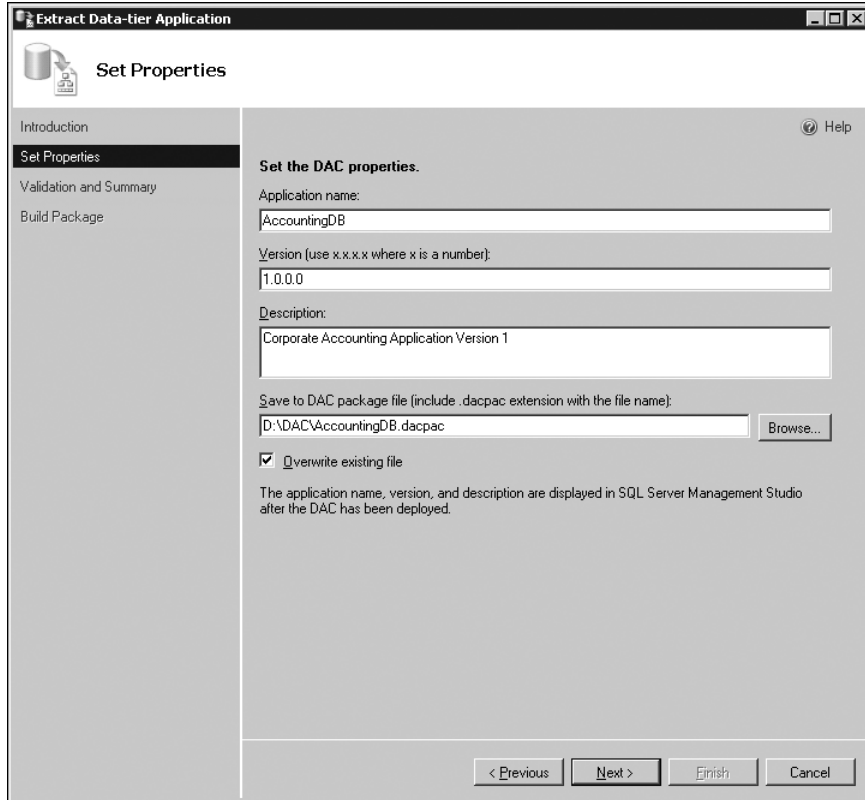 Extract Data-tier Application
Set Properties
Introduction
Set Properties
Validation and Summary
Build Package
Help
Set the DAC properties.
Application name:
AccountingDB
Version (use x.x.x.x where x is a number):
1.0.0.0
Description:
Corporate Accounting Application Version 1
Save to DAC package file (include .dacpac extension with the file name):
D:\DAC\AccountingDB.dacpac
Browse...
Overwrite existing file
The application name, version, and description are displayed in SQL Server Management Studio
after the DAC has been deployed.
< Previous
Next >
Finish
Cancel